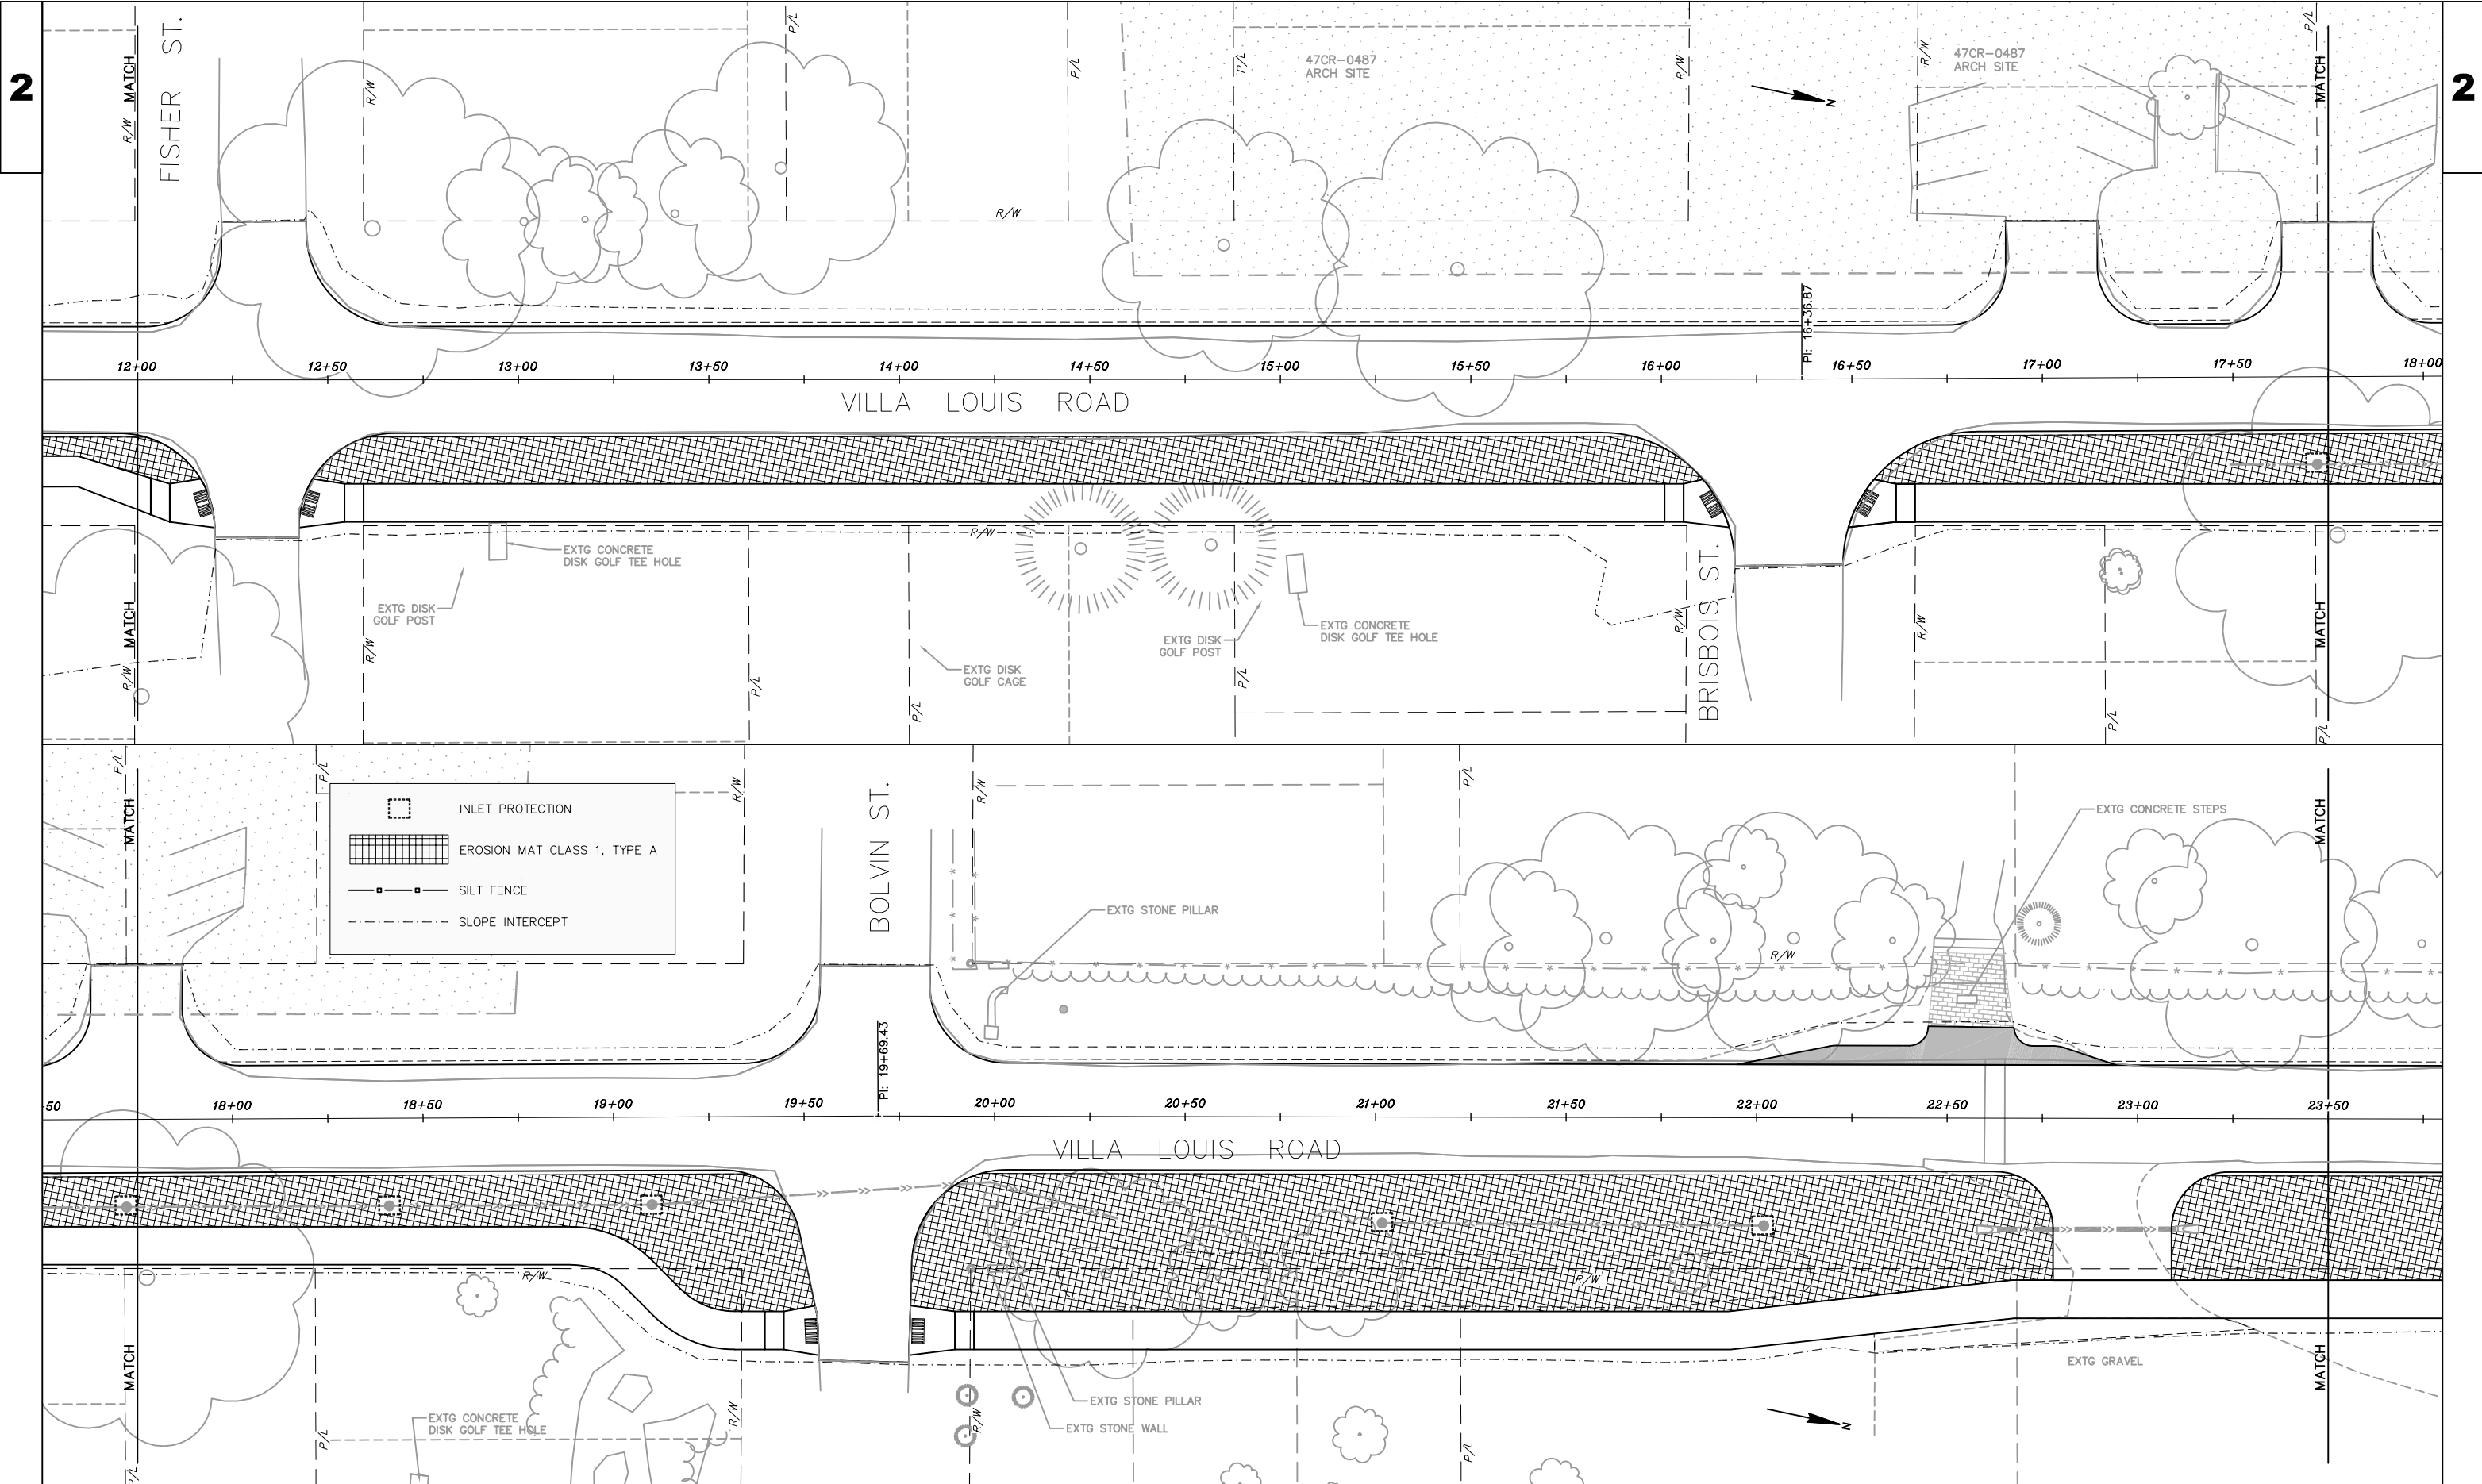 2
2
FISHER ST.
MATCH
R/W
R/W
P/L
P/L
P/L
47CR-0487
ARCH SITE
R/W
N
R/W
47CR-0487
ARCH SITE
P/L
MATCH
R/W
PI: 16+36.87
12+00
12+50
13+00
13+50
14+00
14+50
15+00
15+50
16+00
16+50
17+00
17+50
18+00
VILLA LOUIS ROAD
R/W
EXTG CONCRETE
DISK GOLF TEE HOLE
EXTG DISK
GOLF POST
EXTG DISK
GOLF CAGE
EXTG DISK
GOLF POST
EXTG CONCRETE
DISK GOLF TEE HOLE
MATCH
R/W
R/W
P/L
P/L
P/L
R/W
BRISBOIS ST.
R/W
P/L
MATCH
P/L
P/L
MATCH
P/L
INLET PROTECTION
EROSION MAT CLASS 1, TYPE A
SILT FENCE
SLOPE INTERCEPT
R/W
BOLVIN ST.
R/W
P/L
EXTG STONE PILLAR
EXTG CONCRETE STEPS
R/W
MATCH
PI: 19+69.43
-50
18+00
18+50
19+00
19+50
20+00
20+50
21+00
21+50
22+00
22+50
23+00
23+50
VILLA LOUIS ROAD
R/W
R/W
MATCH
P/L
P/L
EXTG CONCRETE
DISK GOLF TEE HOLE
R/W
R/W
EXTG STONE PILLAR
EXTG STONE WALL
P/L
N
EXTG GRAVEL
MATCH